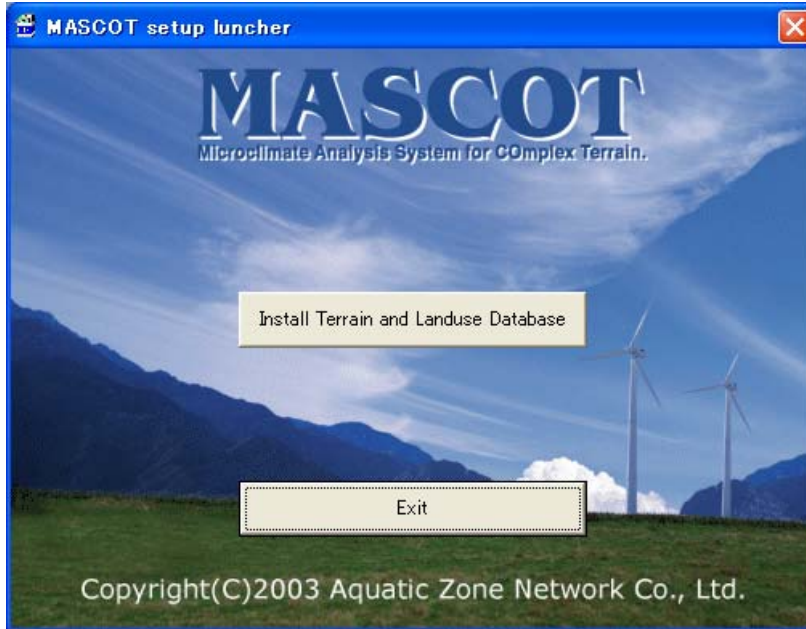 MASCOT setup luncher
MASCOT
Microclimate Analysis System for COmplex Terrain.
Install Terrain and Landuse Database
Exit
Copyright(C)2003 Aquatic Zone Network Co., Ltd.